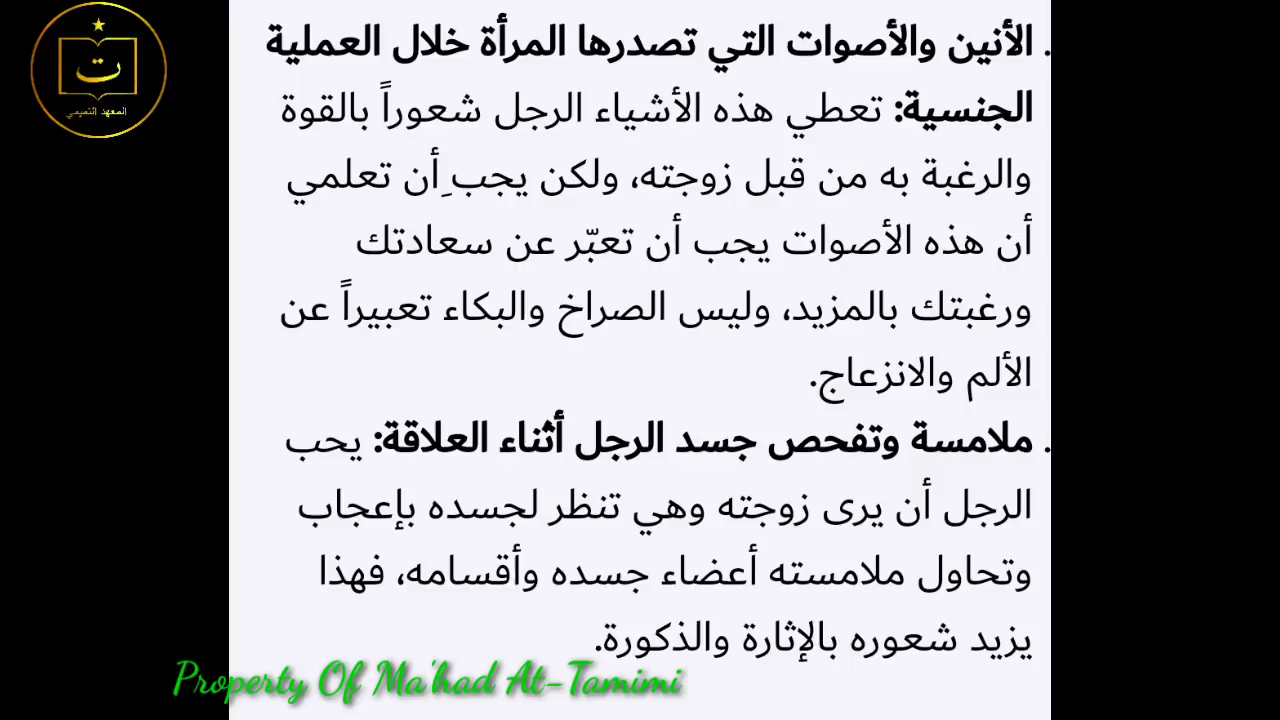 ت
المعهد التميمي
. الأنين والأصوات التي تصدرها المرأة خلال العملية
الجنسية: تعطي هذه الأشياء الرجل شعوراً بالقوة
والرغبة به من قبل زوجته، ولكن يجبِ أن تعلمي
أن هذه الأصوات يجب أن تعبّر عن سعادتك
ورغبتك بالمزيد، وليس الصراخ والبكاء تعبيراً عن
الألم والانزعاج.
. ملامسة وتفحص جسد الرجل أثناء العلاقة: يحب
الرجل أن يرى زوجته وهي تنظر لجسده بإعجاب
وتحاول ملامسته أعضاء جسده وأقسامه، فهذا
يزيد شعوره بالإثارة والذكورة.
Property Of Ma'had At-Tamimi